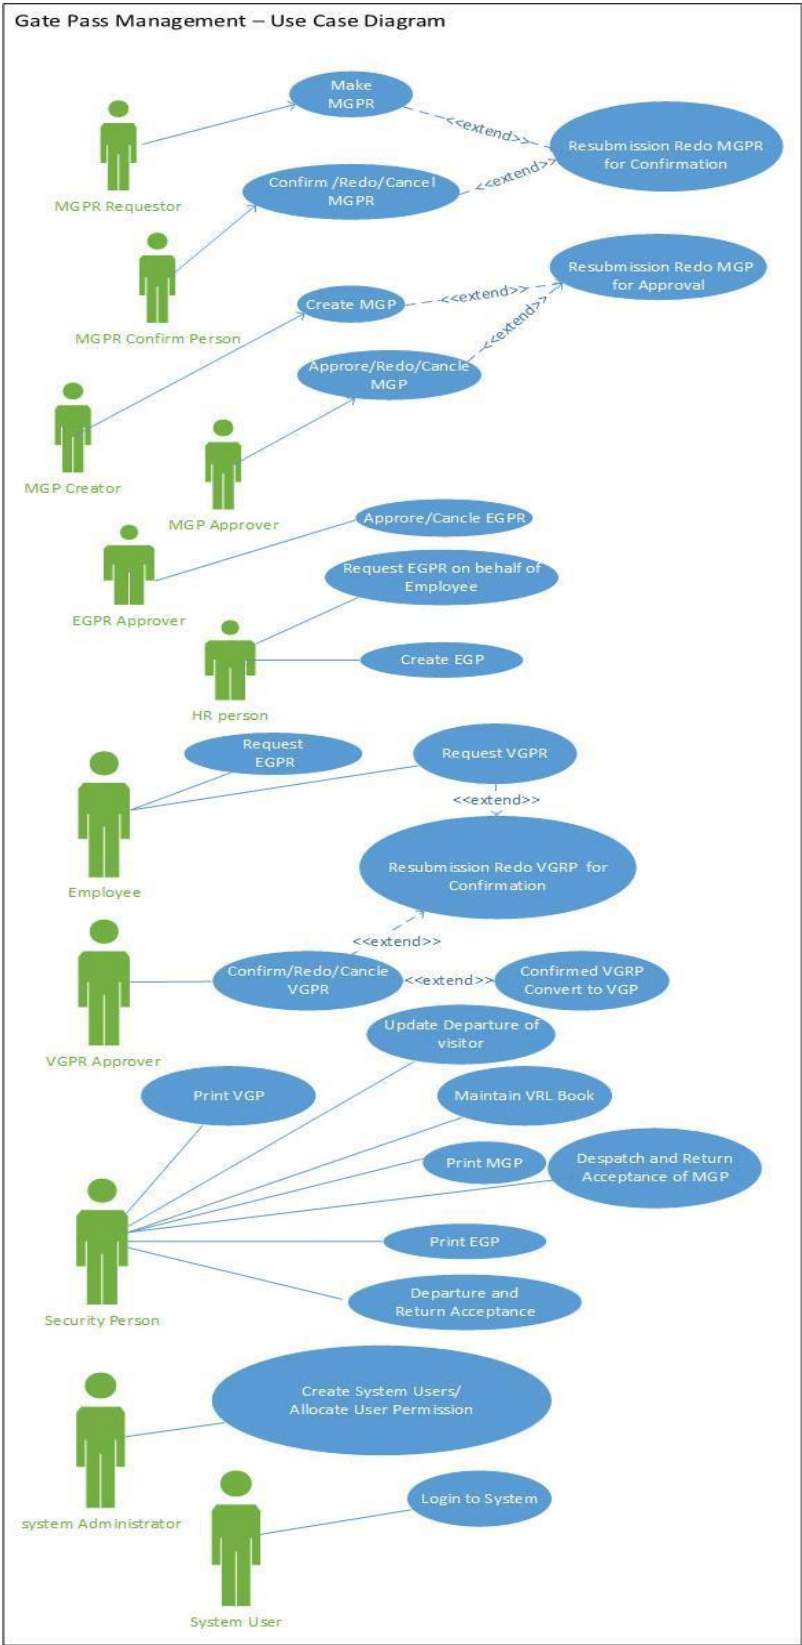 Gate Pass Management – Use Case Diagram
Make
MGPR
<<extend>>
Resubmission Redo MGPR
for Confirmation
MGPR Requestor
Confirm /Redo/Cancel
MGPR
<<extend>>
MGPR Confirm Person
Create MGP
<<extend>>
Resubmission Redo MGP
for Approval
<<extend>>
Approre/Redo/Cancle
MGP
MGP Creator
MGP Approver
Approre/Cancle EGPR
EGPR Approver
Request EGPR on behalf of
Employee
Create EGP
HR person
Request
EGPR
Request VGPR
<<extend>>
Employee
Resubmission Redo VGRP for
Confirmation
<<extend>>
Confirm/Redo/Cancle
VGPR
<<extend>>
Confirmed VGRP
Convert to VGP
VGPR Approver
Update Departure of
visitor
Print VGP
Maintain VRL Book
Print MGP
Despatch and Return
Acceptance of MGP
Print EGP
Departure and
Return Acceptance
Security Person
Create System Users/
Allocate User Permission
system Administrator
Login to System
System User